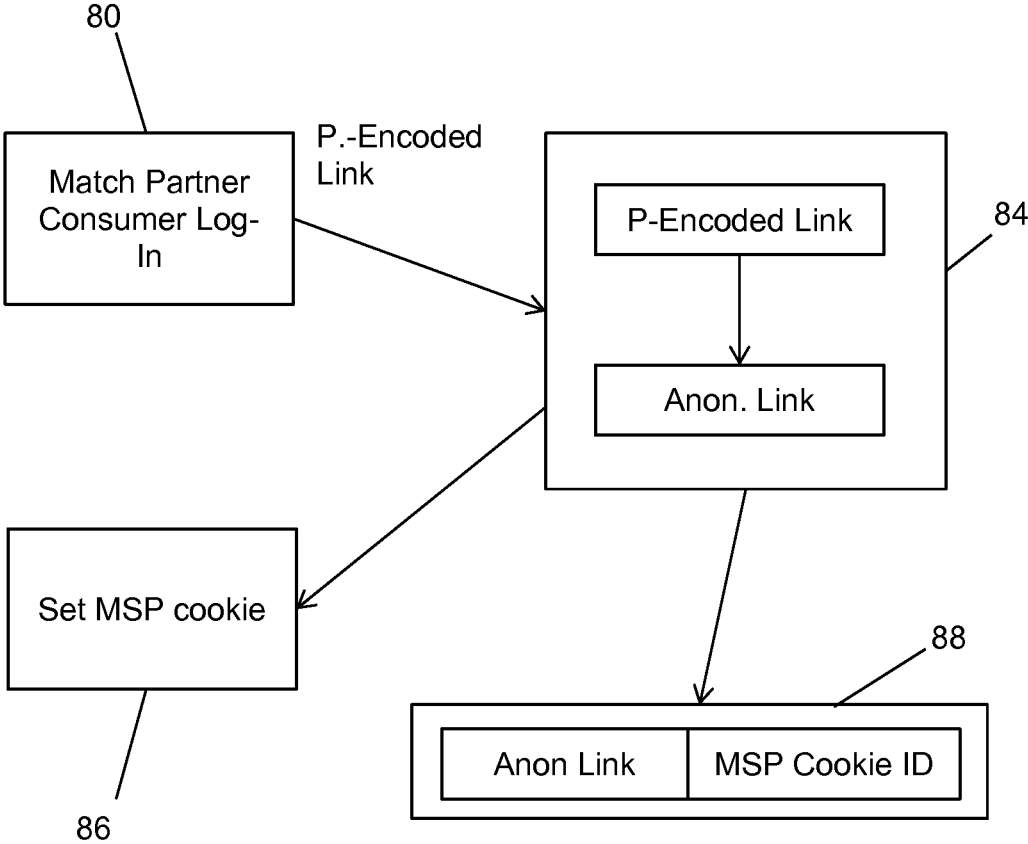 80
P.-Encoded
Link
Match Partner
Consumer Log-
In
P-Encoded Link
84
Anon. Link
Set MSP cookie
88
Anon Link
MSP Cookie ID
86